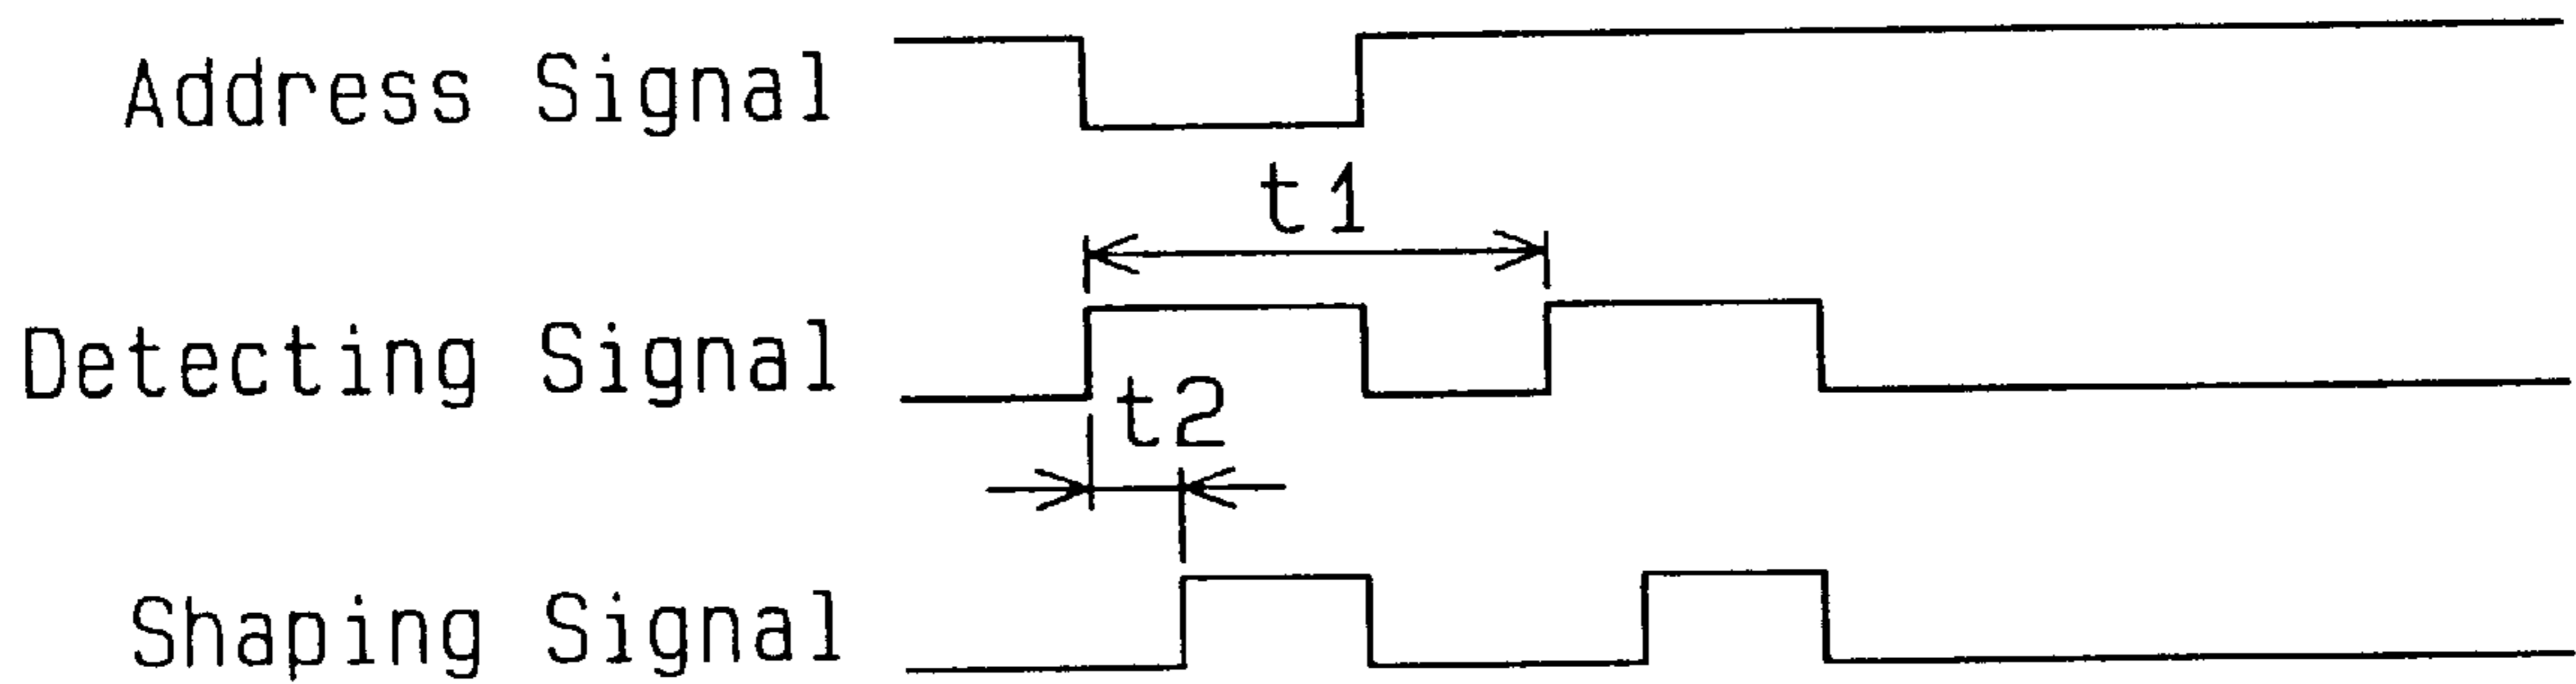 Address Signal
t1
Detecting Signal
t2
Shaping Signal